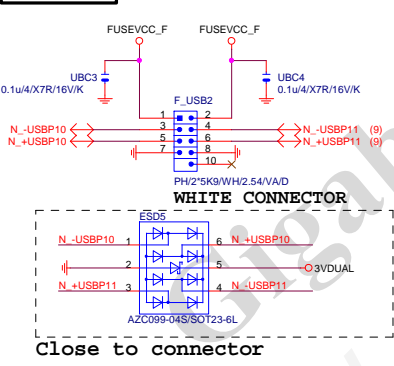 FUSEVCC_F FUSEVCC_F
UBC3 UBC4
0.1u/4/X7R/16V/K 0.1u/4/X7R/16V/K
F_USB2
1 2
N_-USBP10 3 4 N_-USBP11 (9)
N_+USBP10 5 6 N_+USBP11 (9)
7 8
10
PH/2*5K9/WH/2.54/VA/D
WHITE CONNECTOR
ESD5
N_-USBP10 1 6 N_+USBP10
2 5 3VDUAL
N_+USBP11 3 4 N_-USBP11
AZC099-04S/SOT23-6L
Close to connector
Gigab